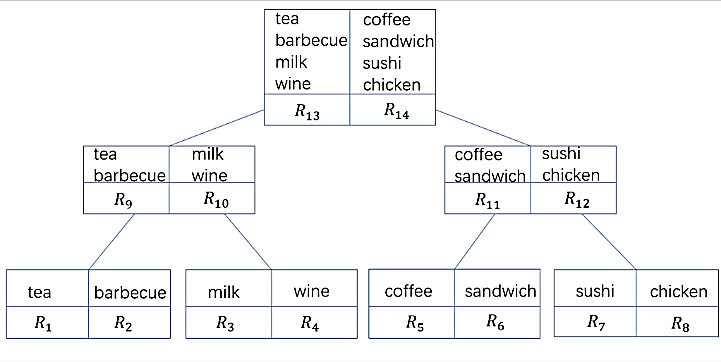 tea
barbecue
milk
wine
coffee
sandwich
sushi
chicken
R13
R14
tea
barbecue
milk
wine
R9
R10
coffee
sandwich
sushi
chicken
R11
R12
tea
barbecue
R1
R2
milk
wine
R3
R4
coffee
sandwich
R5
R6
sushi
chicken
R7
R8